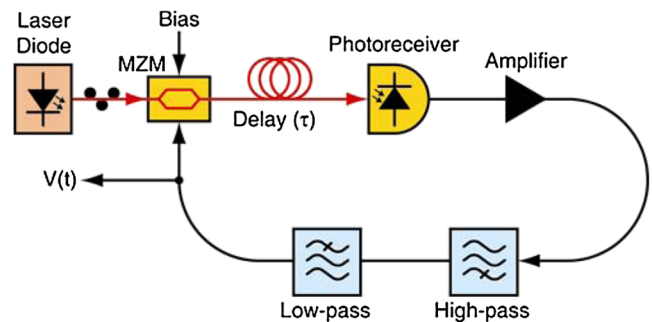 Laser
Diode
Bias
MZM
Delay (τ)
Photoreceiver
Amplifier
V(t)
Low-pass
High-pass